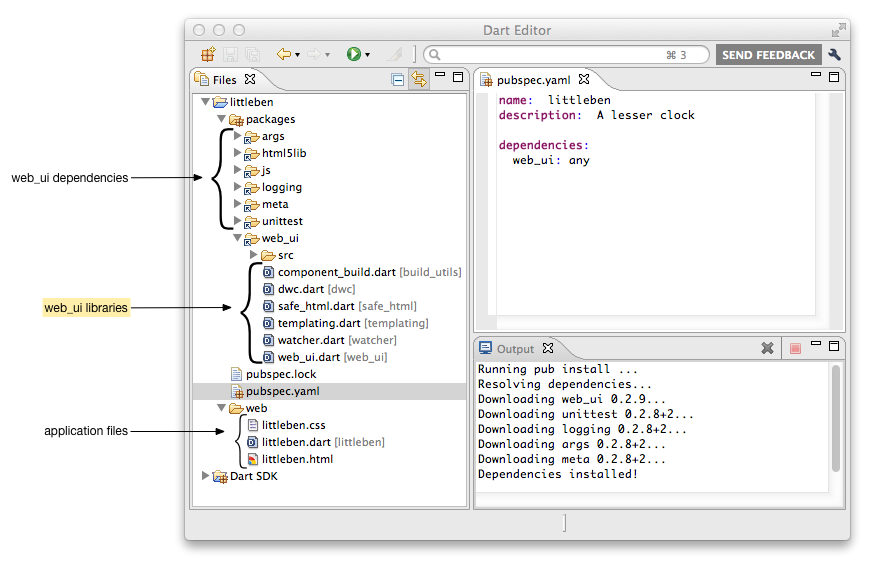 Dart Editor
⌘ 3
SEND FEEDBACK
Files
littleben
packages
args
html5lib
js
logging
meta
unittest
web_ui
src
component_build.dart [build_utils]
dwc.dart [dwc]
safe_html.dart [safe_html]
templating.dart [templating]
watcher.dart [watcher]
web_ui.dart [web_ui]
pubspec.lock
pubspec.yaml
web
littleben.css
littleben.dart [littleben]
littleben.html
Dart SDK
web_ui dependencies
web_ui libraries
application files
pubspec.yaml
name: littleben
description: A lesser clock
dependencies:
web_ui: any
Output
Running pub install ...
Resolving dependencies...
Downloading web_ui 0.2.9...
Downloading unittest 0.2.8+2...
Downloading logging 0.2.8+2...
Downloading args 0.2.8+2...
Downloading meta 0.2.8+2...
Dependencies installed!